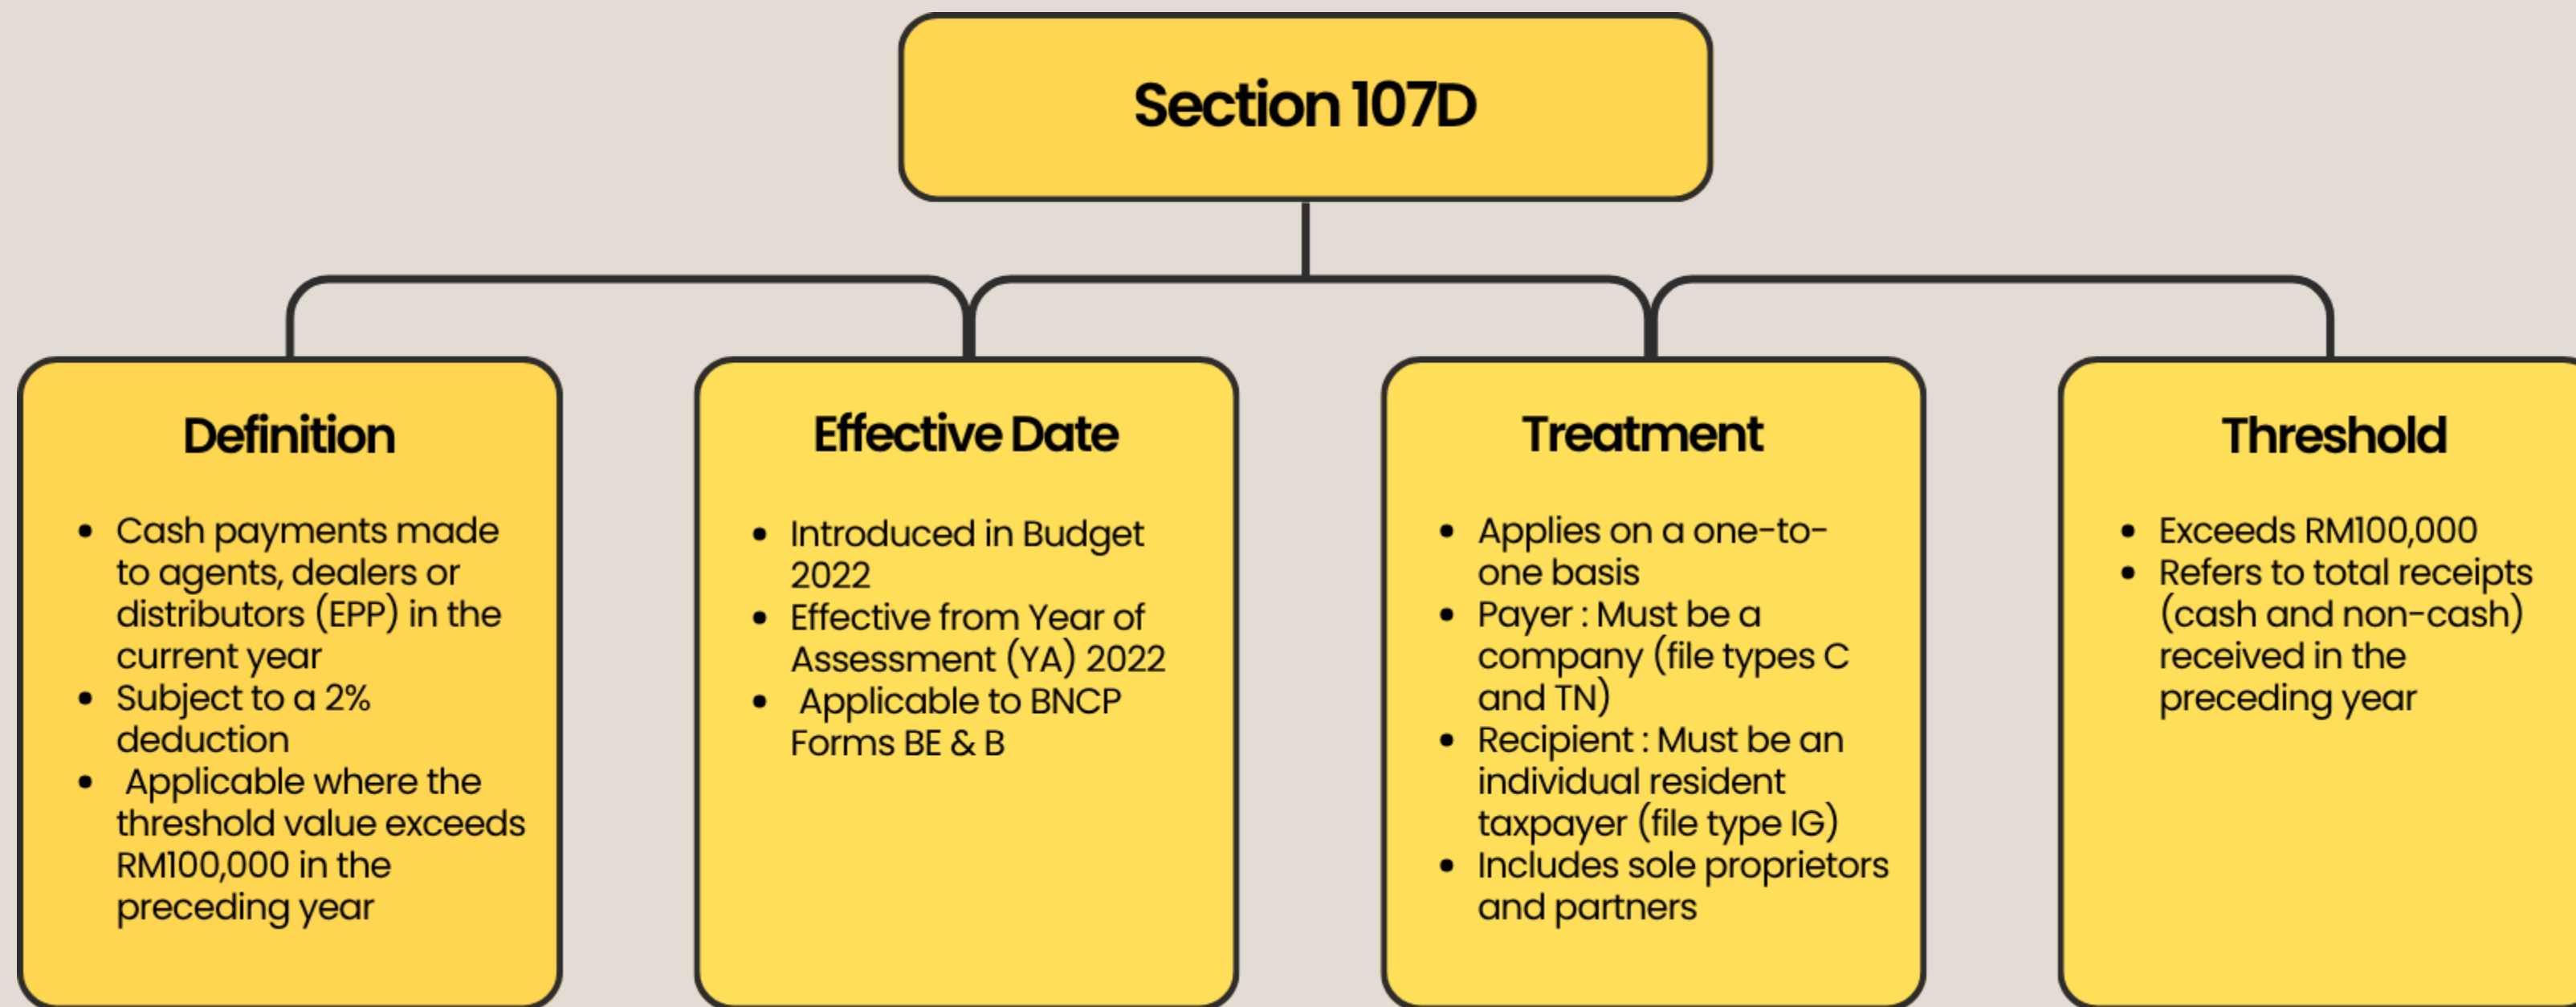 Section 107D
Definition
• Cash payments made
to agents, dealers or
distributors (EPP) in the
current year
• Subject to a 2%
deduction
• Applicable where the
threshold value exceeds
RM100,000 in the
preceding year
Effective Date
• Introduced in Budget
2022
• Effective from Year of
Assessment (YA) 2022
• Applicable to BNCP
Forms BE & B
Treatment
• Applies on a one-to-
one basis
• Payer : Must be a
company (file types C
and TN)
• Recipient : Must be an
individual resident
taxpayer (file type IG)
• Includes sole proprietors
and partners
Threshold
• Exceeds RM100,000
• Refers to total receipts
(cash and non-cash)
received in the
preceding year